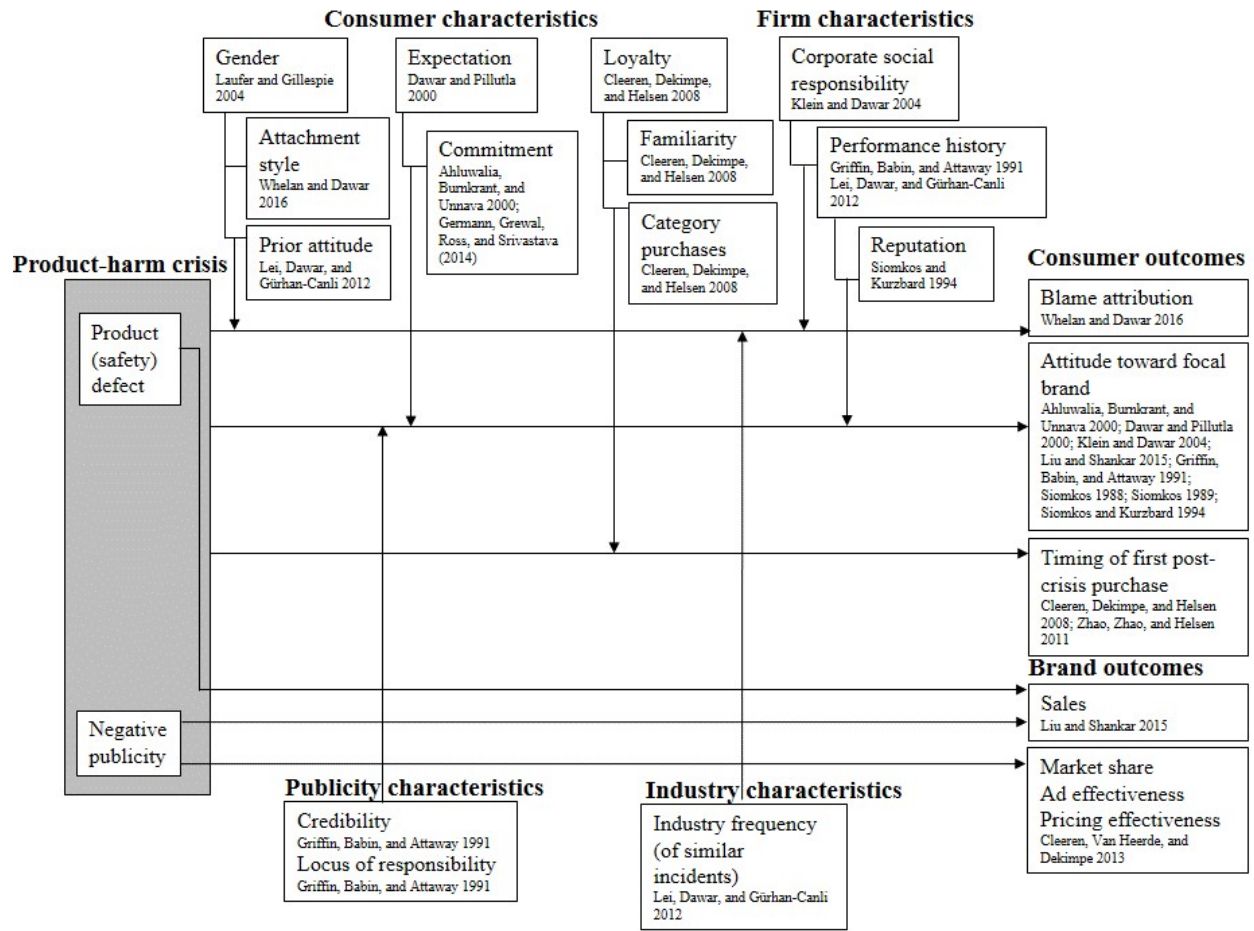 Consumer characteristics
Firm characteristics
Gender
Laufer and Gillespie
2004
Attachment
style
Whelan and Dawar
2016
Prior attitude
Lei, Dawar, and
Gürhan-Canli 2012
Expectation
Dawar and Pillutla
2000
Commitment
Ahluwalia,
Burnkrant, and
Unnava 2000;
Germann, Grewal,
Ross, and Srivastava
(2014)
Loyalty
Cleeren, Dekimpe,
and Helsen 2008
Familiarity
Cleeren, Dekimpe,
and Helsen 2008
Category
purchases
Cleeren, Dekimpe,
and Helsen 2008
Corporate social
responsibility
Klein and Dawar 2004
Performance history
Griffin, Babin, and Attaway 1991
Lei, Dawar, and Gürhan-Canli
2012
Reputation
Siomkos and
Kurzbard 1994
Product-harm crisis
Product
(safety)
defect
Negative
publicity
Consumer outcomes
Blame attribution
Whelan and Dawar 2016
Attitude toward focal
brand
Ahluwalia, Burnkrant, and
Unnava 2000; Dawar and Pillutla
2000; Klein and Dawar 2004;
Liu and Shankar 2015; Griffin,
Babin, and Attaway 1991;
Siomkos 1988; Siomkos 1989;
Siomkos and Kurzbard 1994
Timing of first post-
crisis purchase
Cleeren, Dekimpe, and Helsen
2008; Zhao, Zhao, and Helsen
2011
Brand outcomes
Sales
Liu and Shankar 2015
Market share
Ad effectiveness
Pricing effectiveness
Cleeren, Van Heerde, and
Dekimpe 2013
Publicity characteristics
Credibility
Griffin, Babin, and Attaway 1991
Locus of responsibility
Griffin, Babin, and Attaway 1991
Industry characteristics
Industry frequency
(of similar
incidents)
Lei, Dawar, and Gürhan-Canli
2012